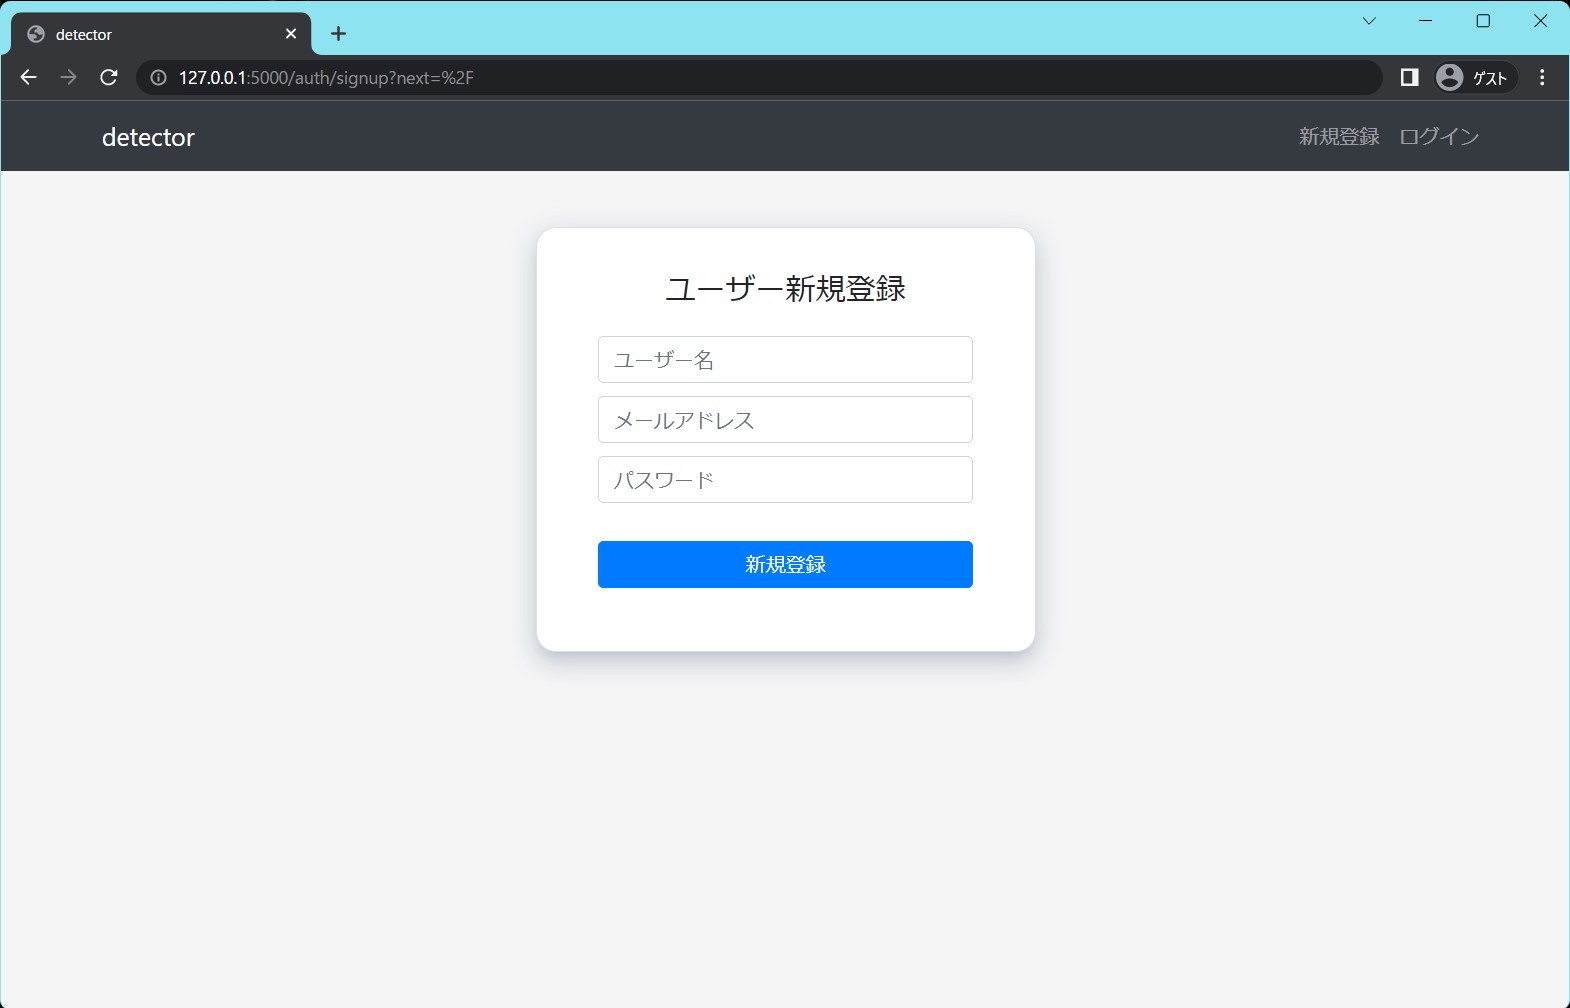 detector
127.0.0.1:5000/auth/signup?next=%2F
ゲスト
detector
新規登録 ログイン
ユーザー新規登録
ユーザー名
メールアドレス
パスワード
新規登録